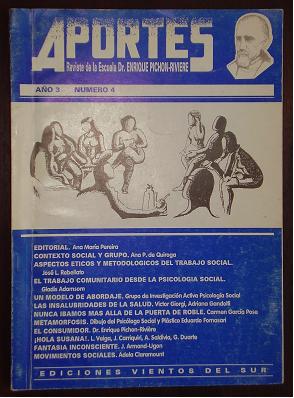 APORTES
Revista de la Escuela Dr. ENRIQUE PICHON-RIVIERE
AÑO 3 NUMERO 4
EDITORIAL. Ana María Pereira
CONTEXTO SOCIAL Y GRUPO. Ana P. de Quiroga
ASPECTOS ETICOS Y METODOLOGICOS DEL TRABAJO SOCIAL.
José L. Rebellato
EL TRABAJO COMUNITARIO DESDE LA PSICOLOGIA SOCIAL.
Gladis Adamsom
UN MODELO DE ABORDAJE. Grupo de Investigación Activa Psicología Social
LAS INSALUBRIDADES DE LA SALUD. Víctor Giorgi, Adriana Gandolfi
NUNCA IBAMOS MAS ALLA DE LA PUERTA DE ROBLE. Carmen García Posa
METAMORFOSIS. Dibujo del Psicólogo Social y Plástico Eduardo Fornasari
EL CONSUMIDOR. Dr. Enrique Pichon-Rivière
¡HOLA SUSANA!. L. Veiga, J. Carriquiri, A. Saldivia, G. Duarte
FANTASIA INCONSCIENTE. J. Armand-Ugon
MOVIMIENTOS SOCIALES. Adela Claramount
EDICIONES VIENTOS DEL SUR